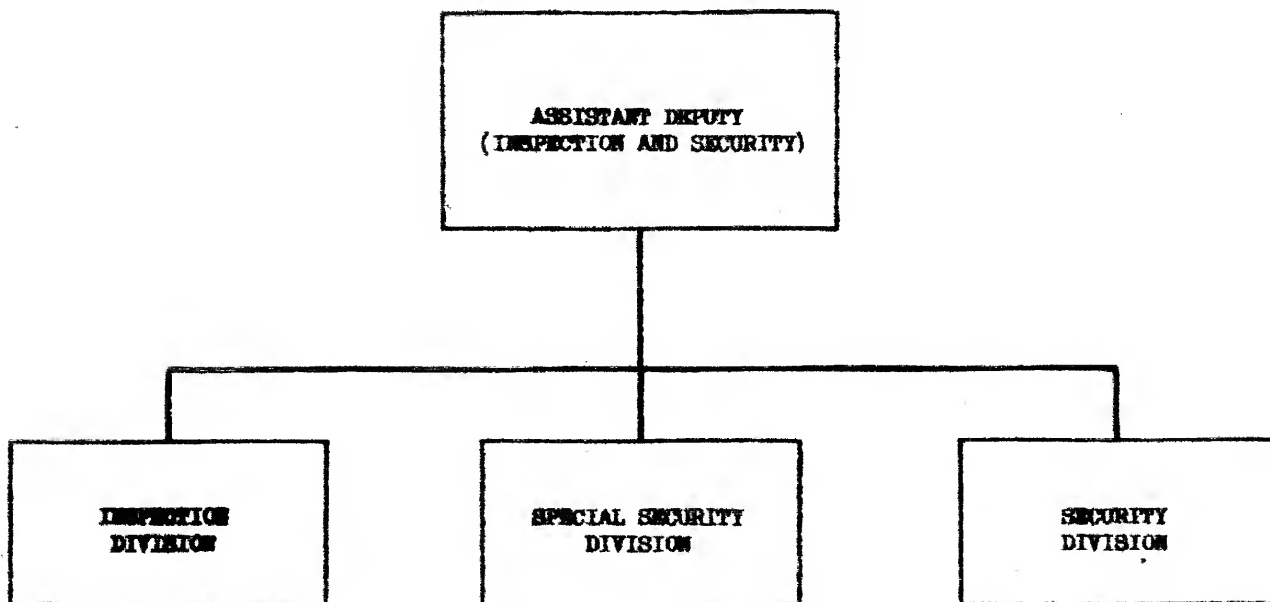 ASSISTANT DEPUTY
(INSPECTION AND SECURITY)
INSPECTION
DIVISION
SPECIAL SECURITY
DIVISION
SECURITY
DIVISION